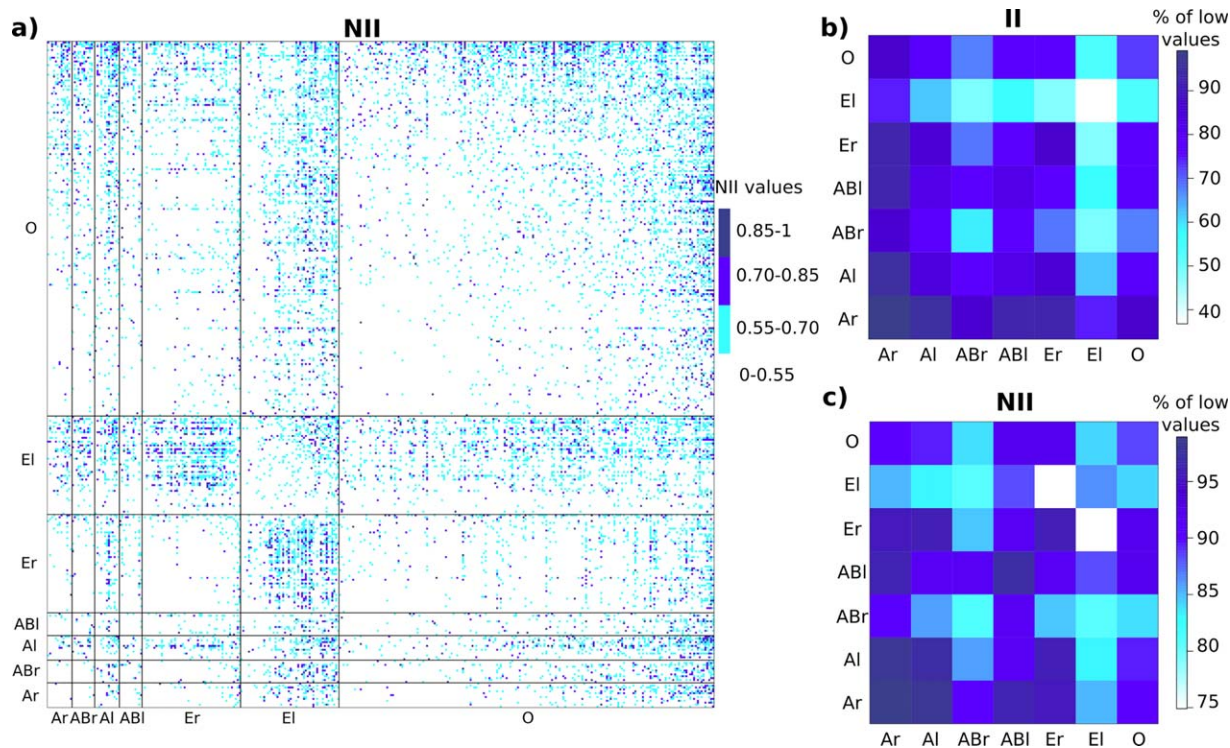 a)
NII
O
El
Er
ABl
Al
ABr
Ar
Ar ABr Al ABl Er El O
NII values
0.85-1
0.70-0.85
0.55-0.70
0-0.55
b)
II
% of low
values
O
El
Er
ABl
ABr
Al
Ar
Ar Al ABr ABl Er El O
90
80
70
60
50
40
c)
NII
% of low
values
O
El
Er
ABl
ABr
Al
Ar
Ar Al ABr ABl Er El O
95
90
85
80
75